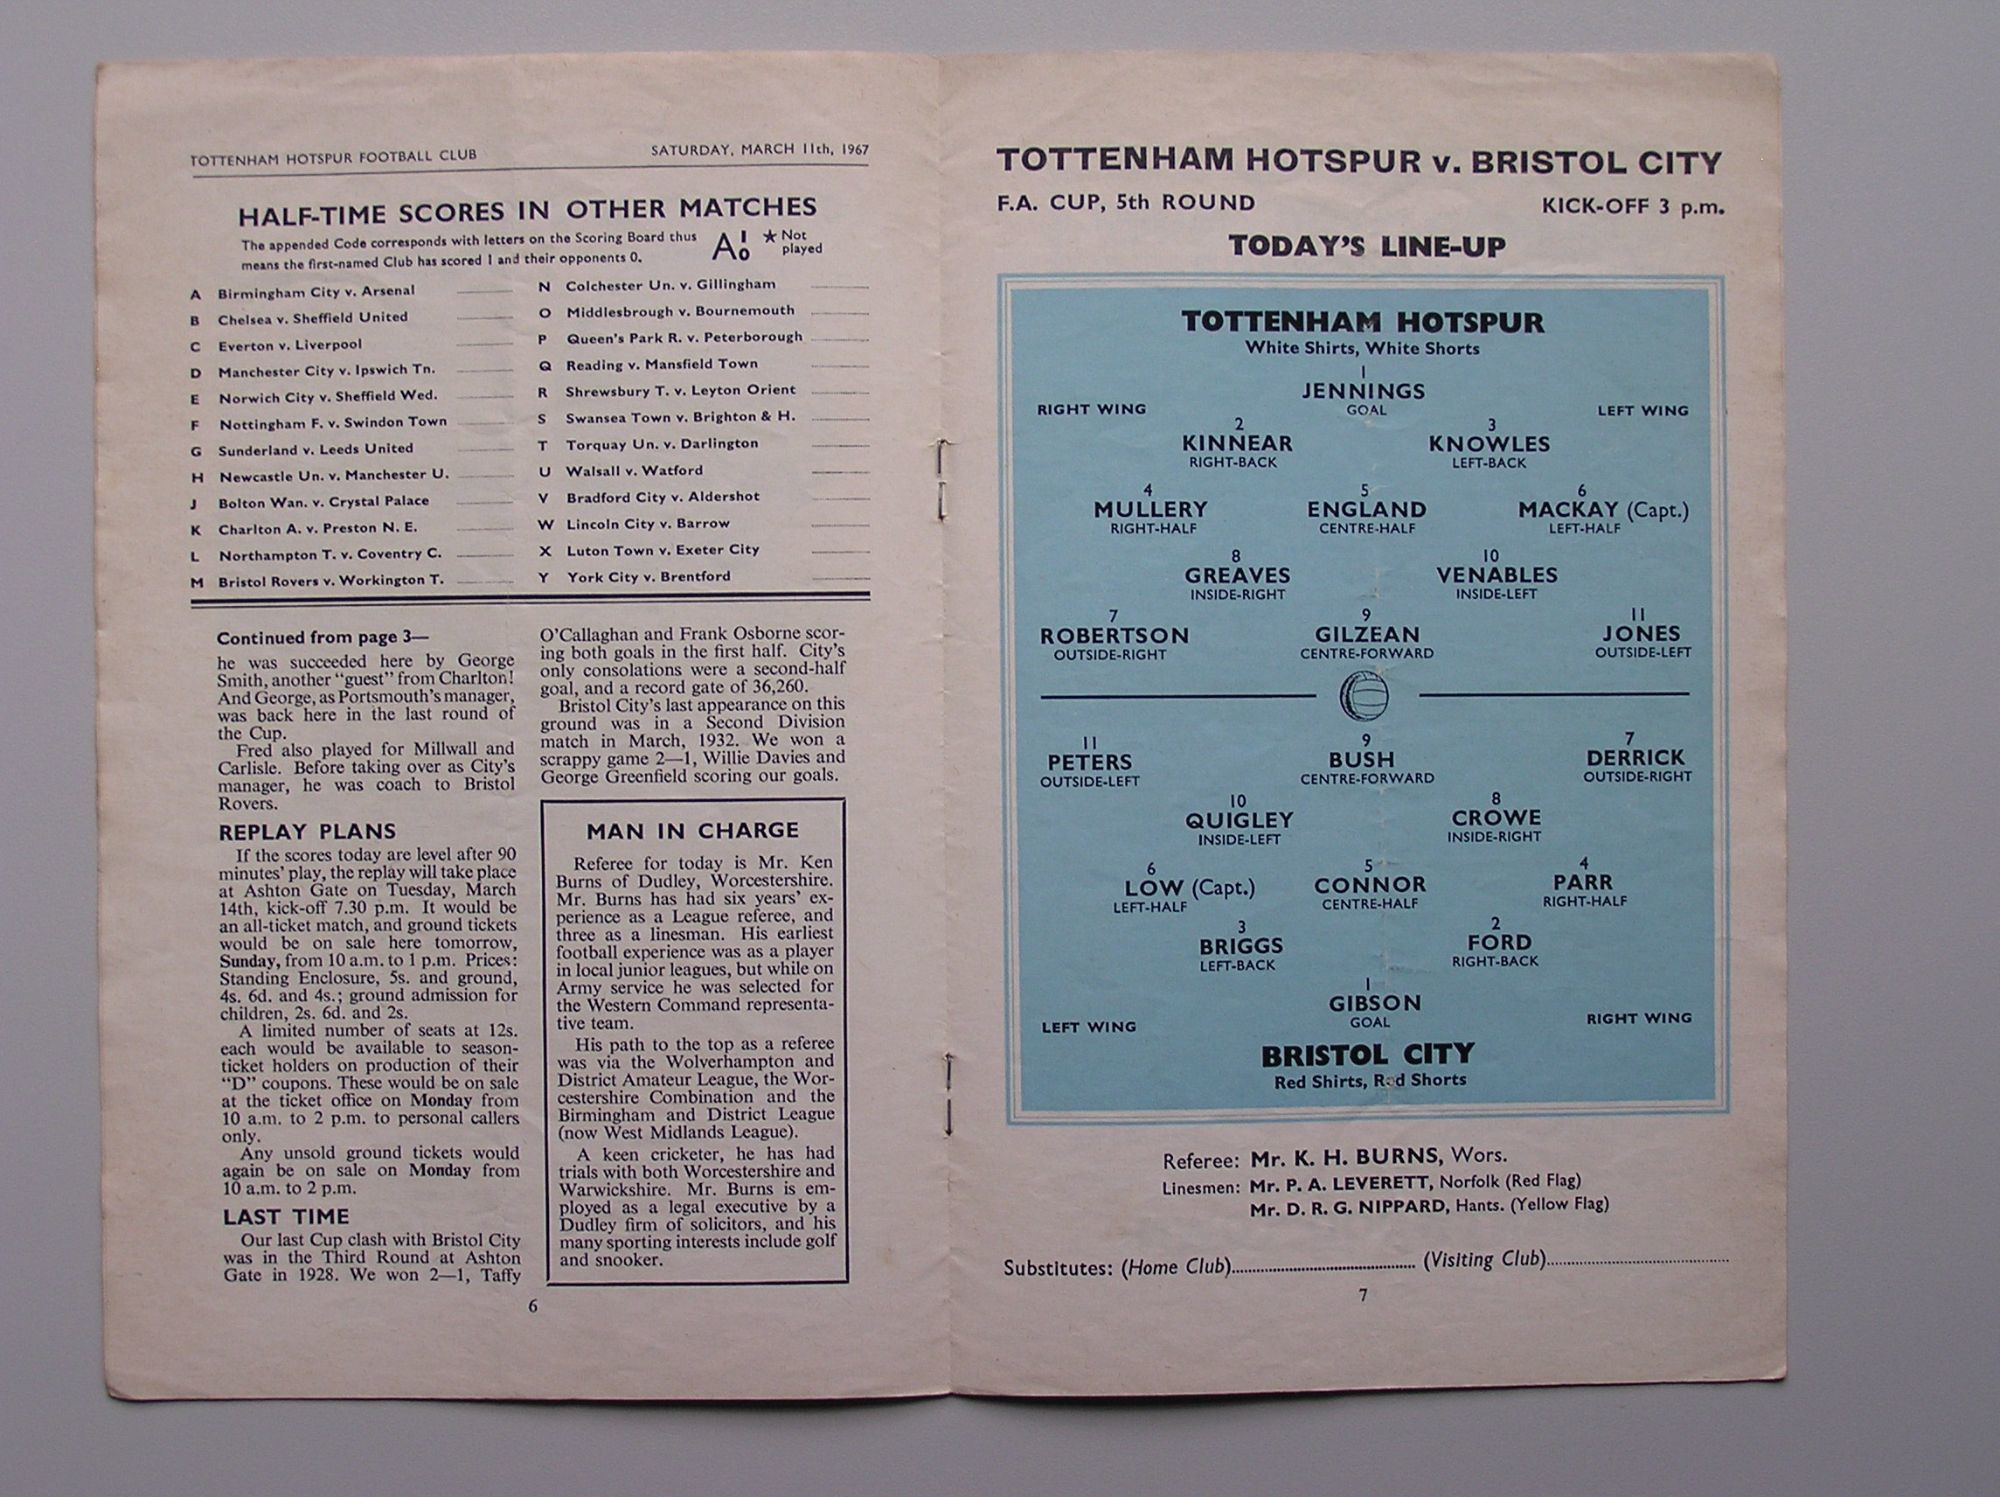 TOTTENHAM HOTSPUR FOOTBALL CLUB SATURDAY, MARCH 11th, 1967
HALF-TIME SCORES IN OTHER MATCHES
The appended Code corresponds with letters on the Scoring Board thus
means the first-named Club has scored 1 and their opponents 0.
A 1 0 ★ Not played
A Birmingham City v. Arsenal
B Chelsea v. Sheffield United
C Everton v. Liverpool
D Manchester City v. Ipswich Tn.
E Norwich City v. Sheffield Wed.
F Nottingham F. v. Swindon Town
G Sunderland v. Leeds United
H Newcastle Un. v. Manchester U.
J Bolton Wan. v. Crystal Palace
K Charlton A. v. Preston N. E.
L Northampton T. v. Coventry C.
M Bristol Rovers v. Workington T.
N Colchester Un. v. Gillingham
O Middlesbrough v. Bournemouth
P Queen's Park R. v. Peterborough
Q Reading v. Mansfield Town
R Shrewsbury T. v. Leyton Orient
S Swansea Town v. Brighton & H.
T Torquay Un. v. Darlington
U Walsall v. Watford
V Bradford City v. Aldershot
W Lincoln City v. Barrow
X Luton Town v. Exeter City
Y York City v. Brentford
Continued from page 3—
he was succeeded here by George
Smith, another "guest" from Charlton!
And George, as Portsmouth's manager,
was back here in the last round of
the Cup.
Fred also played for Millwall and
Carlisle. Before taking over as City's
manager, he was coach to Bristol
Rovers.
REPLAY PLANS
If the scores today are level after 90
minutes' play, the replay will take place
at Ashton Gate on Tuesday, March
14th, kick-off 7.30 p.m. It would be
an all-ticket match, and ground tickets
would be on sale here tomorrow,
Sunday, from 10 a.m. to 1 p.m. Prices:
Standing Enclosure, 5s. and ground,
4s. 6d. and 4s.; ground admission for
children, 2s. 6d. and 2s.
A limited number of seats at 12s.
each would be available to season-
ticket holders on production of their
"D" coupons. These would be on sale
at the ticket office on Monday from
10 a.m. to 2 p.m. to personal callers
only.
Any unsold ground tickets would
again be on sale on Monday from
10 a.m. to 2 p.m.
LAST TIME
Our last Cup clash with Bristol City
was in the Third Round at Ashton
Gate in 1928. We won 2—1, Taffy
O'Callaghan and Frank Osborne scor-
ing both goals in the first half. City's
only consolations were a second-half
goal, and a record gate of 36,260.
Bristol City's last appearance on this
ground was in a Second Division
match in March, 1932. We won a
scrappy game 2—1, Willie Davies and
George Greenfield scoring our goals.
MAN IN CHARGE
Referee for today is Mr. Ken
Burns of Dudley, Worcestershire.
Mr. Burns has had six years' ex-
perience as a League referee, and
three as a linesman. His earliest
football experience was as a player
in local junior leagues, but while on
Army service he was selected for
the Western Command representa-
tive team.
His path to the top as a referee
was via the Wolverhampton and
District Amateur League, the Wor-
cestershire Combination and the
Birmingham and District League
(now West Midlands League).
A keen cricketer, he has had
trials with both Worcestershire and
Warwickshire. Mr. Burns is em-
ployed as a legal executive by a
Dudley firm of solicitors, and his
many sporting interests include golf
and snooker.
6
TOTTENHAM HOTSPUR v. BRISTOL CITY
F.A. CUP, 5th ROUND KICK-OFF 3 p.m.
TODAY'S LINE-UP
TOTTENHAM HOTSPUR
White Shirts, White Shorts
1
JENNINGS
RIGHT WING GOAL LEFT WING
2 3
KINNEAR KNOWLES
RIGHT-BACK LEFT-BACK
4 5 6
MULLERY ENGLAND MACKAY (Capt.)
RIGHT-HALF CENTRE-HALF LEFT-HALF
8 10
GREAVES VENABLES
INSIDE-RIGHT INSIDE-LEFT
7 9 11
ROBERTSON GILZEAN JONES
OUTSIDE-RIGHT CENTRE-FORWARD OUTSIDE-LEFT
11 9 7
PETERS BUSH DERRICK
OUTSIDE-LEFT CENTRE-FORWARD OUTSIDE-RIGHT
10 8
QUIGLEY CROWE
INSIDE-LEFT INSIDE-RIGHT
6 5 4
LOW (Capt.) CONNOR PARR
LEFT-HALF CENTRE-HALF RIGHT-HALF
3 2
BRIGGS FORD
LEFT-BACK RIGHT-BACK
1
GIBSON
LEFT WING GOAL RIGHT WING
BRISTOL CITY
Red Shirts, Red Shorts
Referee: Mr. K. H. BURNS, Wors.
Linesmen: Mr. P. A. LEVERETT, Norfolk (Red Flag)
Mr. D. R. G. NIPPARD, Hants. (Yellow Flag)
Substitutes: (Home Club)........ (Visiting Club)........
7